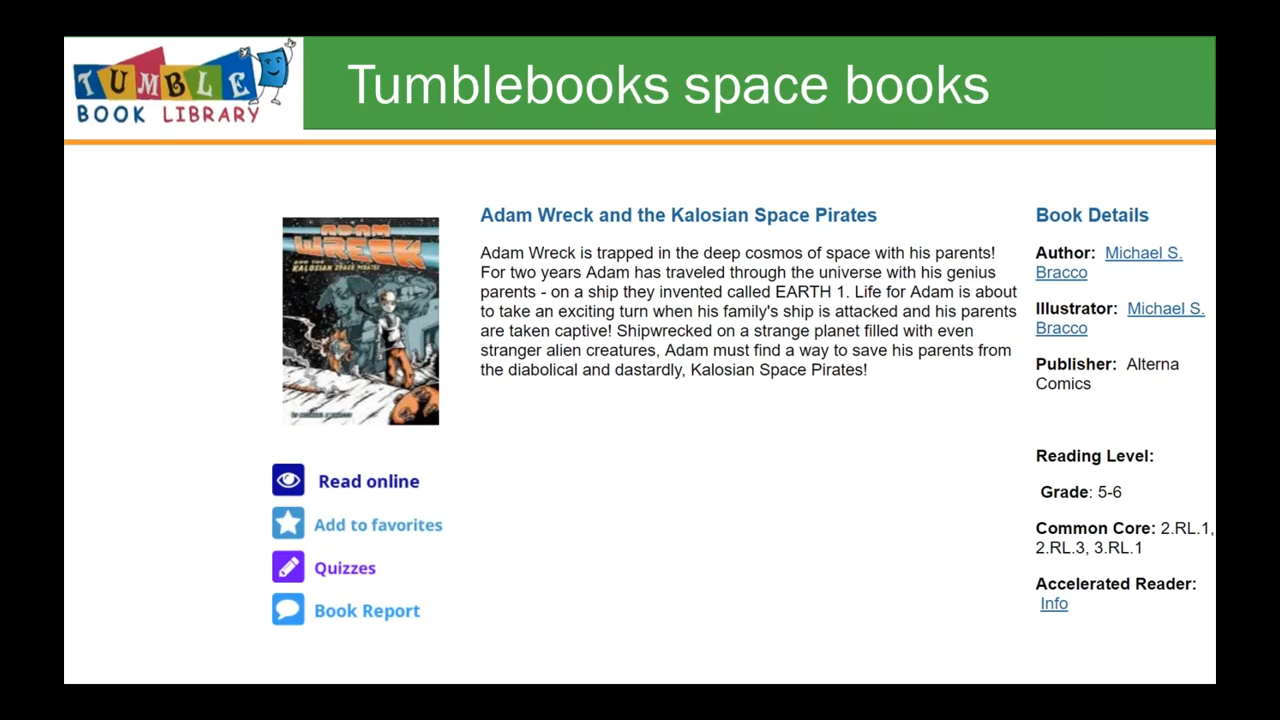 TUMBLE
BOOK LIBRARY
Tumblebooks space books
ADAM
WRECK
AND THE
KALOSIAN SPACE PIRATES
Adam Wreck and the Kalosian Space Pirates
Adam Wreck is trapped in the deep cosmos of space with his parents!
For two years Adam has traveled through the universe with his genius
parents - on a ship they invented called EARTH 1. Life for Adam is about
to take an exciting turn when his family's ship is attacked and his parents
are taken captive! Shipwrecked on a strange planet filled with even
stranger alien creatures, Adam must find a way to save his parents from
the diabolical and dastardly, Kalosian Space Pirates!
Read online
Add to favorites
Quizzes
Book Report
Book Details
Author: Michael S.
Bracco
Illustrator: Michael S.
Bracco
Publisher: Alterna
Comics
Reading Level:
Grade: 5-6
Common Core: 2.RL.1,
2.RL.3, 3.RL.1
Accelerated Reader:
Info